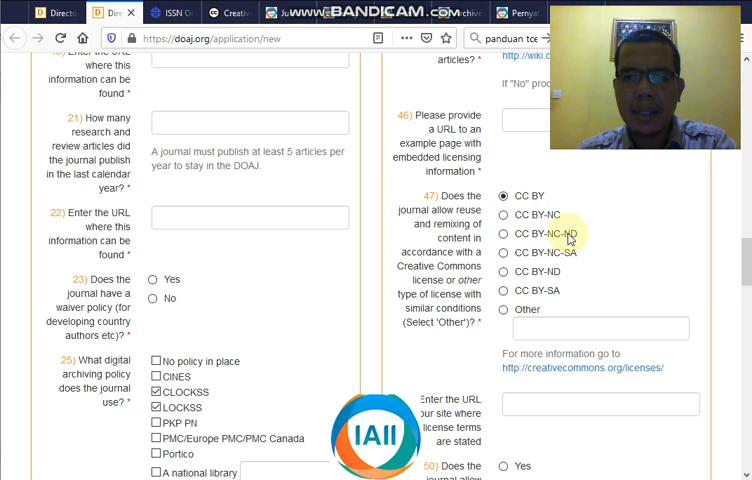 Directo
Dire
ISSN On
Creative
Ju
www.BANDICAM.com
Archive
Pernyat
https://doaj.org/application/new
panduan tce
Enter the URL
where this
information can be
found *
21) How many
research and
review articles did
the journal publish
in the last calendar
year? *
A journal must publish at least 5 articles per
year to stay in the DOAJ.
22) Enter the URL
where this
information can be
found *
23) Does the
journal have a
waiver policy (for
developing country
authors etc)? *
Yes
No
25) What digital
archiving policy
does the journal
use? *
No policy in place
CINES
CLOCKSS
LOCKSS
PKP PN
PMC/Europe PMC/PMC Canada
Portico
A national library
articles? *
http://wiki.c
If "No" proc
46) Please provide
a URL to an
example page with
embedded licensing
information *
47) Does the
journal allow reuse
and remixing of
content in
accordance with a
Creative Commons
license or other
type of license with
similar conditions
(Select 'Other')? *
CC BY
CC BY-NC
CC BY-NC-ND
CC BY-NC-SA
CC BY-ND
CC BY-SA
Other
For more information go to
http://creativecommons.org/licenses/
Enter the URL
our site where
license terms
are stated
50) Does the
journal allow
Yes
IAII